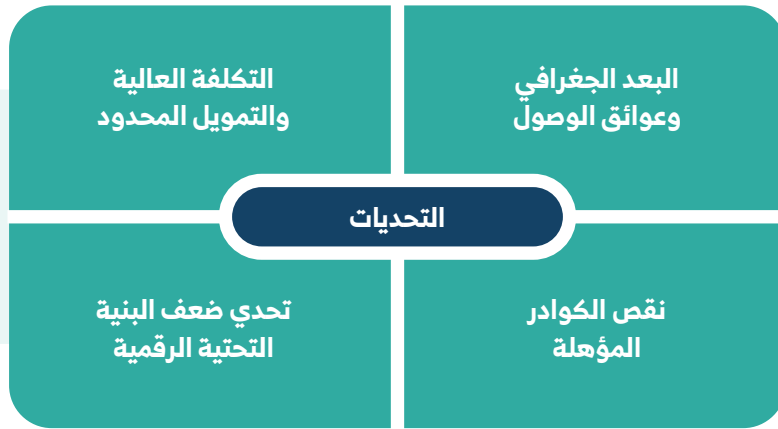 البعد الجغرافي
وعوائق الوصول
التكلفة العالية
والتمويل المحدود
التحديات
نقص الكوادر
المؤهلة
تحدي ضعف البنية
التحتية الرقمية